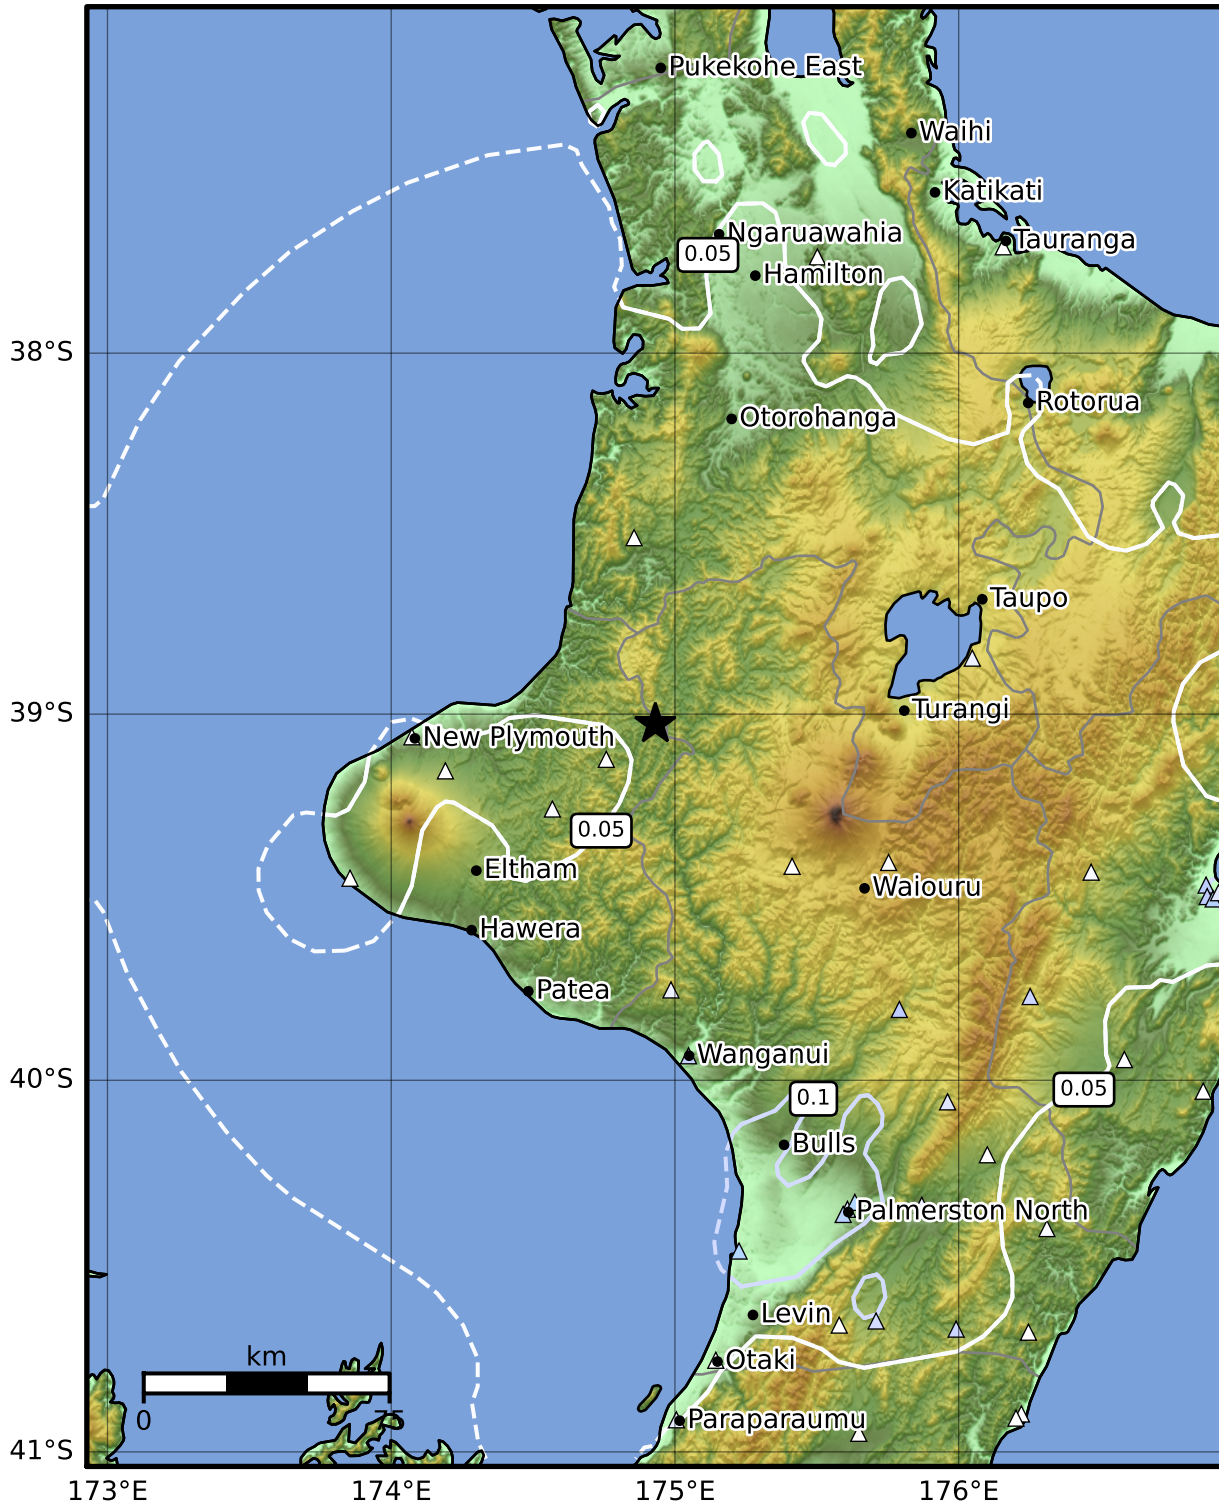 Pukekohe East
Waihi
Katikati
Ngaruawahia
Tauranga
0.05
Hamilton
38°S
Rotorua
Otorohanga
Taupo
39°S
Turangi
New Plymouth
0.05
Eltham
Waiouru
Hawera
Patea
Wanganui
40°S
0.05
0.1
Bulls
Palmerston North
Levin
km
Otaki
0
75
Paraparaumu
41°S
173°E
174°E
175°E
176°E